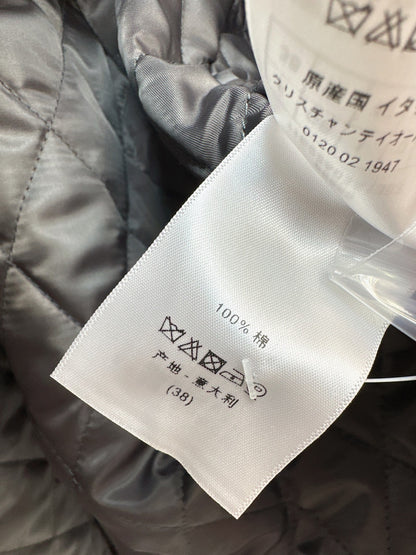 原産国 イタ
クリスチャンディオー
0120 02 1947
100% 棉
产地 - 意大利
(38)